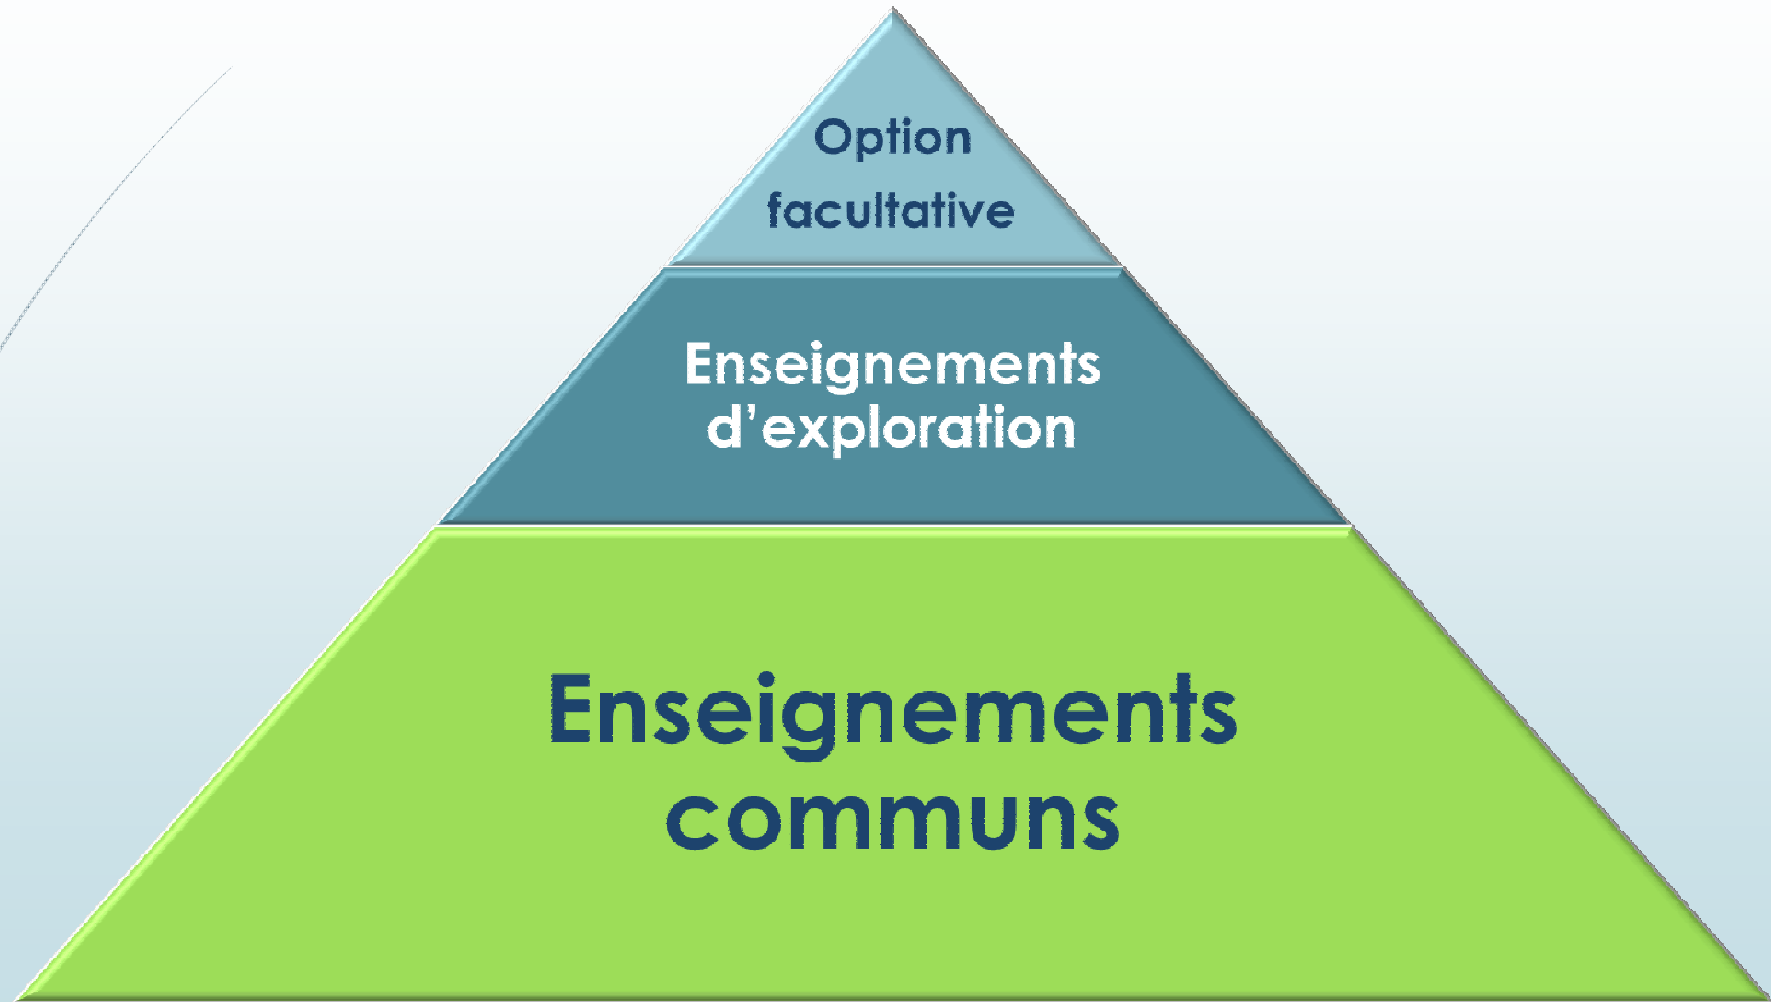 Option
facultative
Enseignements
d’exploration
Enseignements
communs